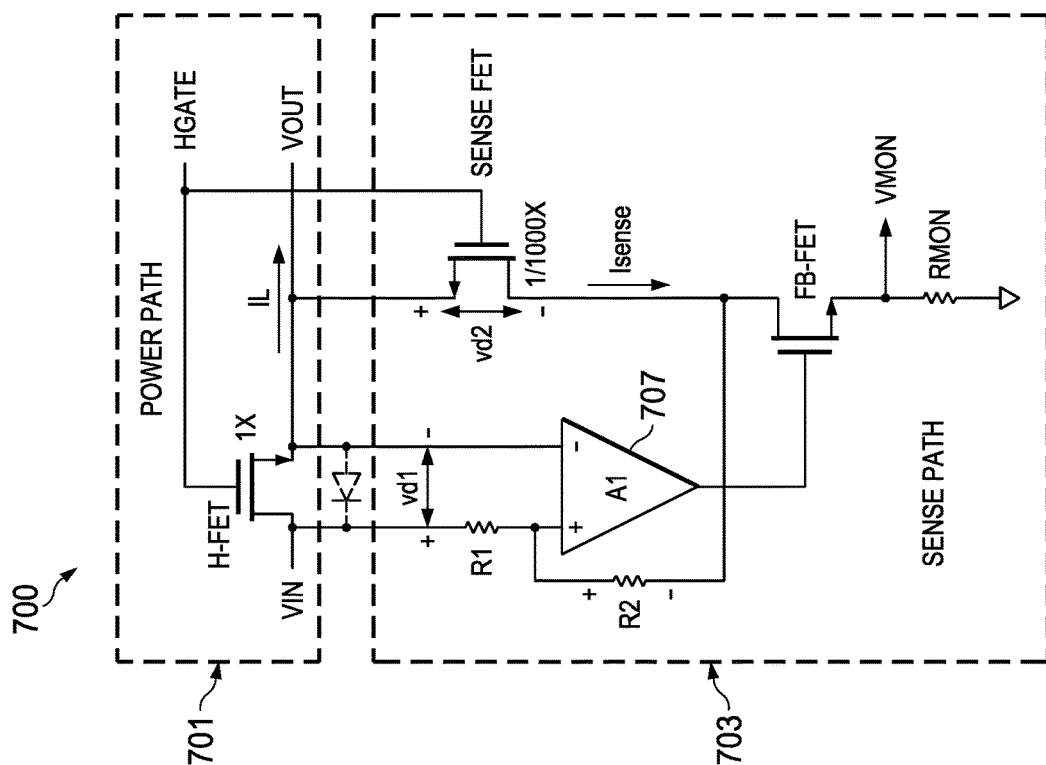 700
701
POWER PATH
HGATE
H-FET
1X
IL
VIN
VOUT
703
+
vd1
-
+
vd2
-
SENSE FET
1/1000X
R1
+
-
A1
707
Isense
+
R2
-
FB-FET
VMON
RMON
SENSE PATH